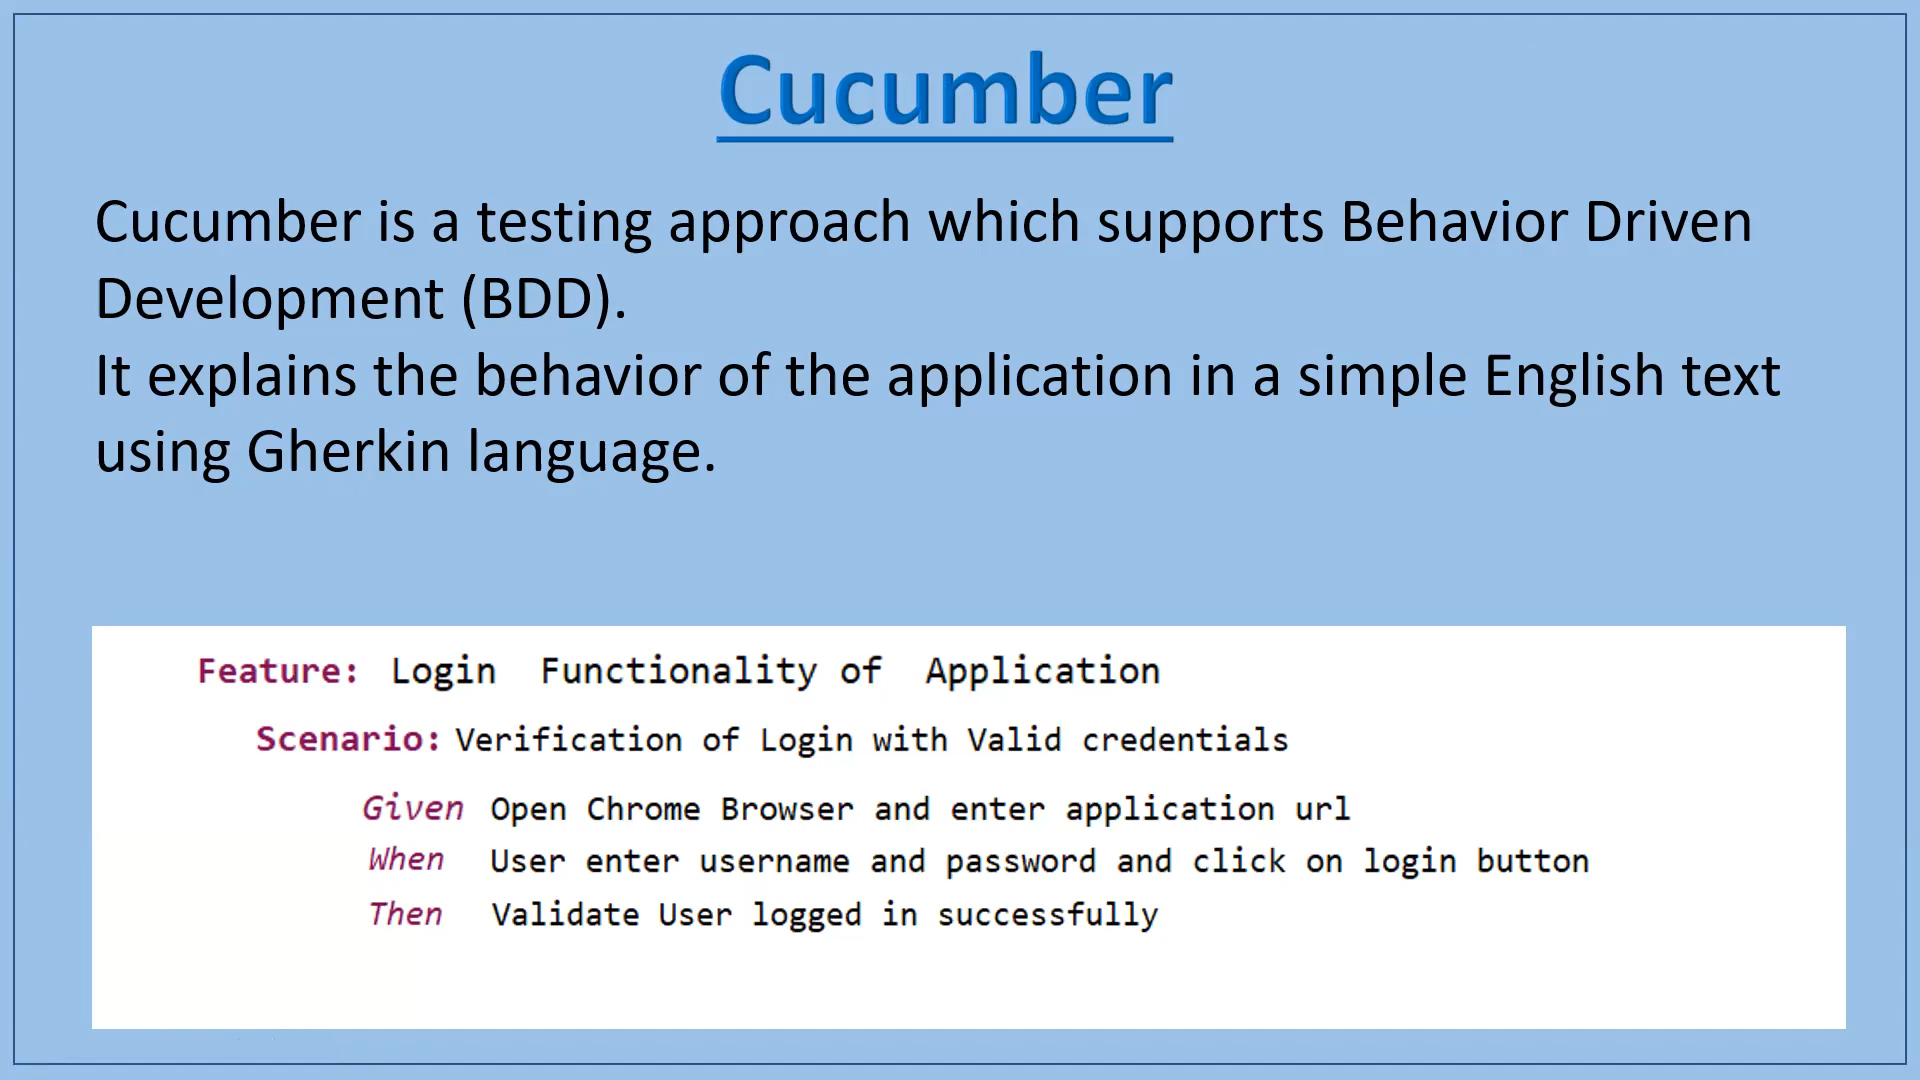 Cucumber
Cucumber is a testing approach which supports Behavior Driven
Development (BDD).
It explains the behavior of the application in a simple English text
using Gherkin language.
Feature: Login Functionality of Application
Scenario: Verification of Login with Valid credentials
Given Open Chrome Browser and enter application url
When User enter username and password and click on login button
Then Validate User logged in successfully